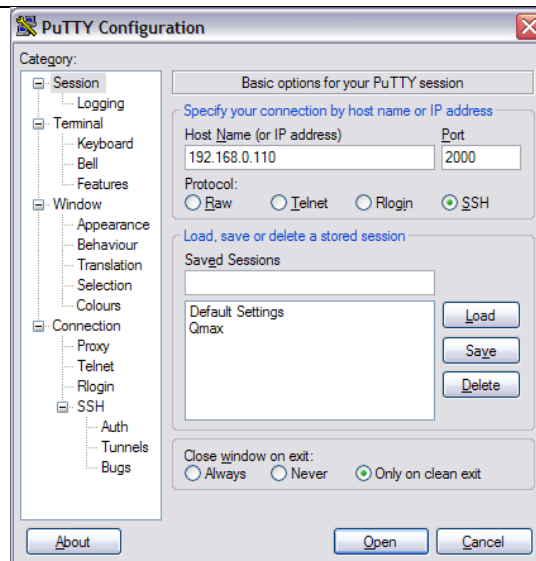 PuTTY Configuration
Category:
Session
Logging
Terminal
Keyboard
Bell
Features
Window
Appearance
Behaviour
Translation
Selection
Colours
Connection
Proxy
Telnet
Rlogin
SSH
Auth
Tunnels
Bugs
Basic options for your PuTTY session
Specify your connection by host name or IP address
Host Name (or IP address) Port
192.168.0.110 2000
Protocol:
Raw Telnet Rlogin SSH
Load, save or delete a stored session
Saved Sessions
Default Settings
Qmax
Load
Save
Delete
Close window on exit:
Always Never Only on clean exit
About Open Cancel